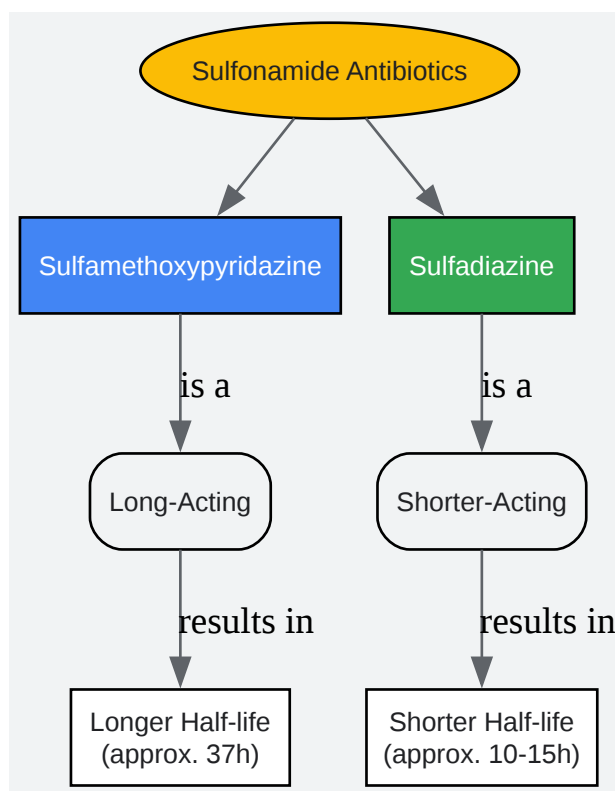 Sulfonamide Antibiotics
Sulfamethoxypyridazine
Sulfadiazine
is a
is a
Long-Acting
Shorter-Acting
results in
results in
Longer Half-life
(approx. 37h)
Shorter Half-life
(approx. 10-15h)